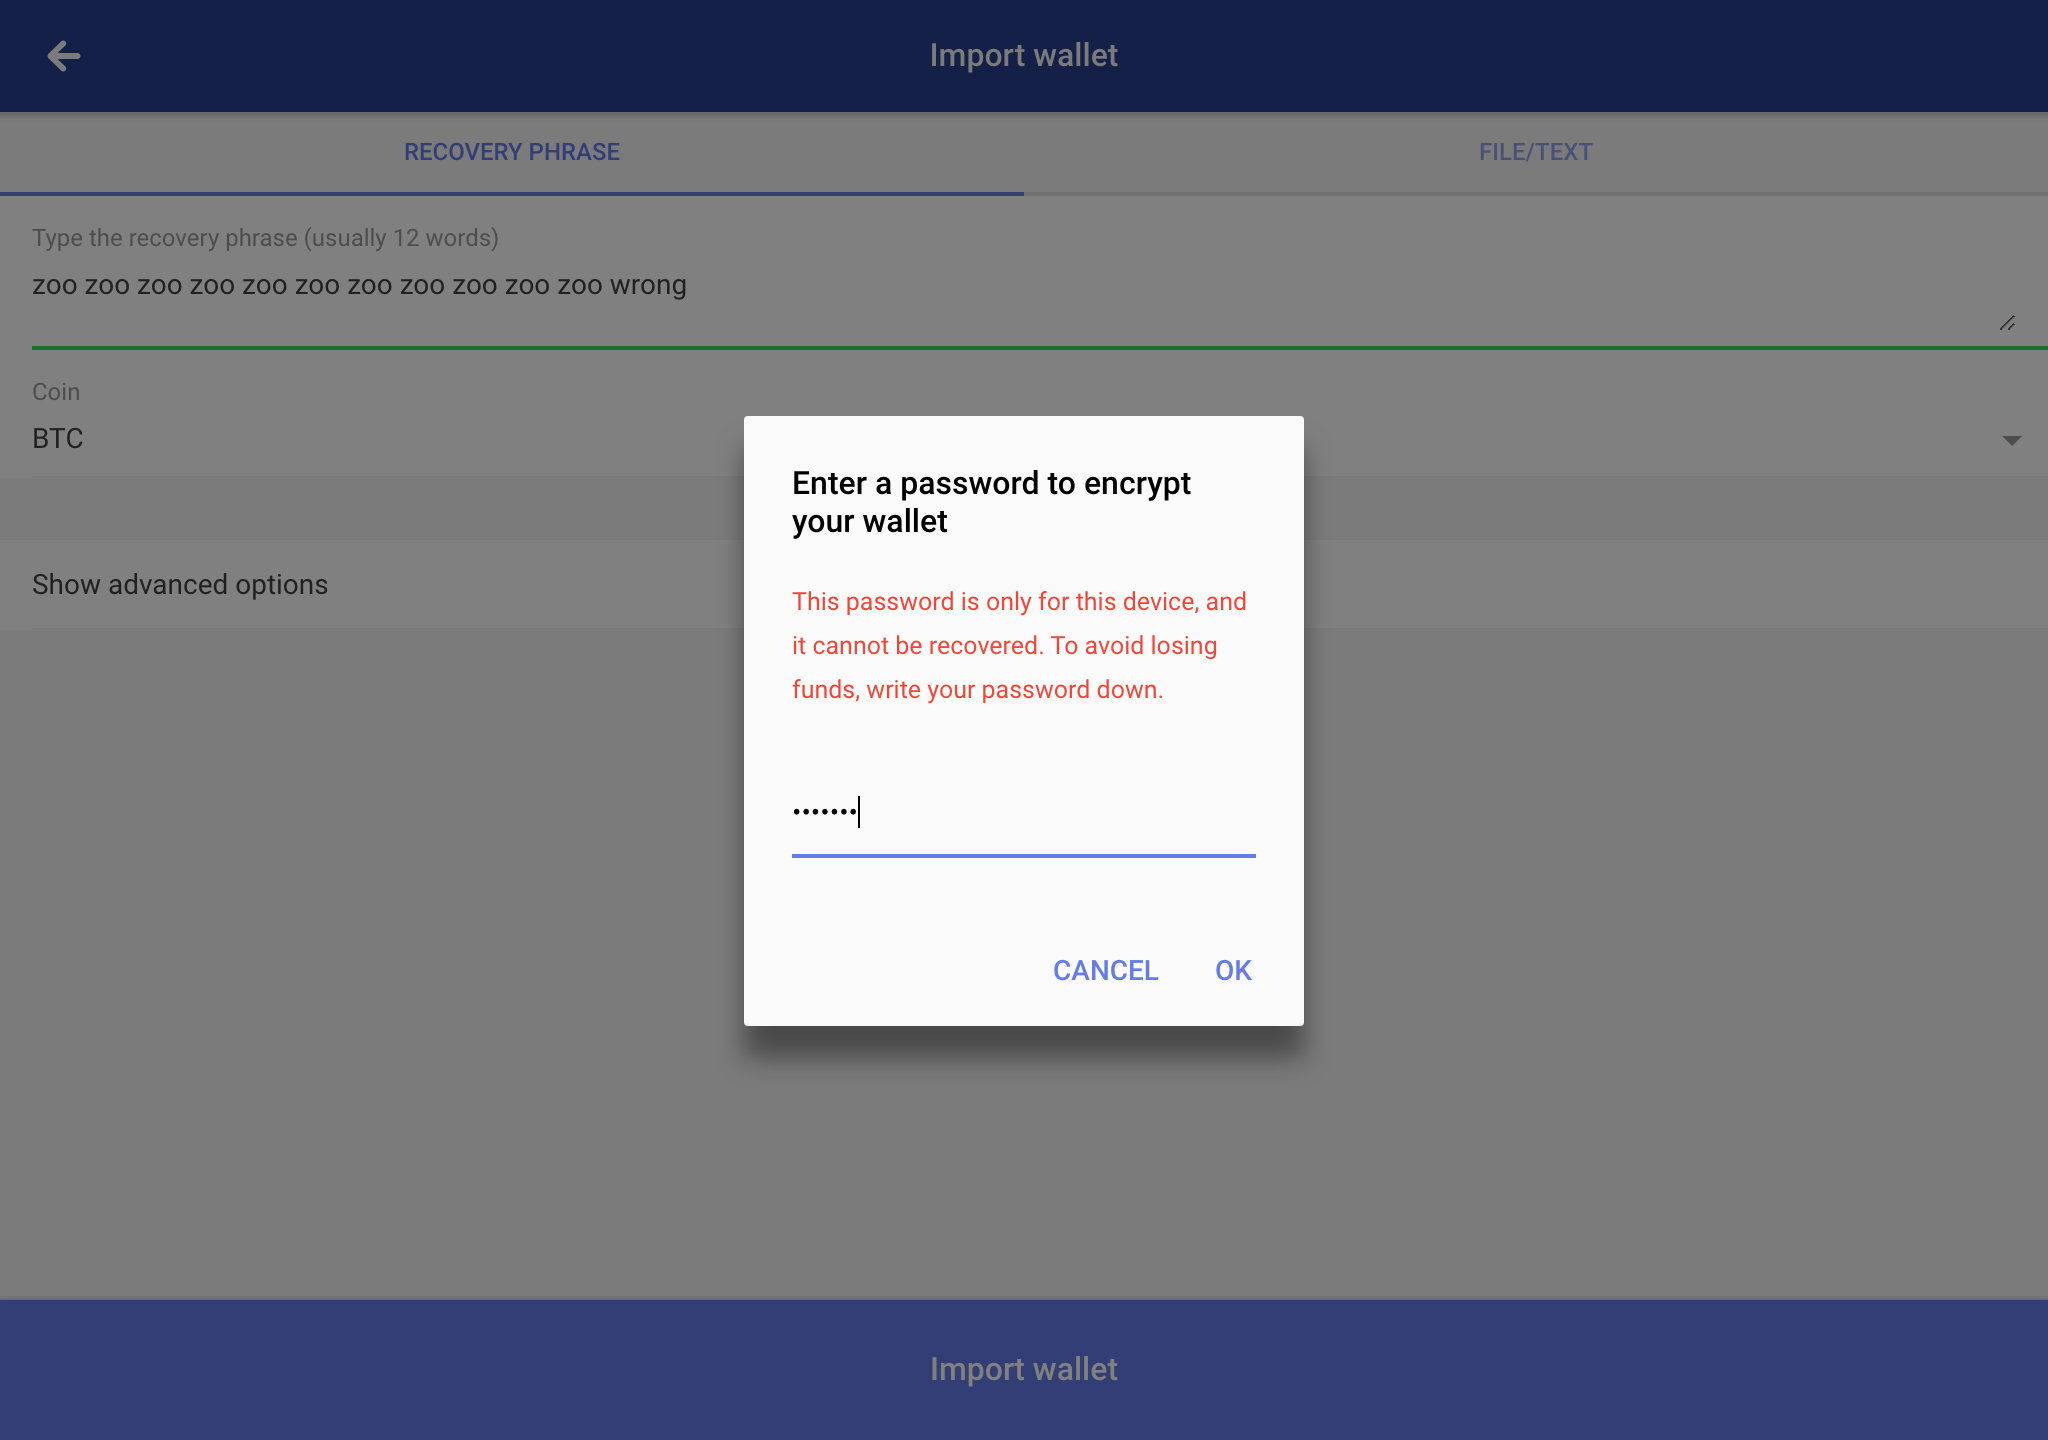 Import wallet
RECOVERY PHRASE
FILE/TEXT
Type the recovery phrase (usually 12 words)
zoo zoo zoo zoo zoo zoo zoo zoo zoo zoo zoo wrong
Coin
BTC
Show advanced options
Enter a password to encrypt
your wallet
This password is only for this device, and
it cannot be recovered. To avoid losing
funds, write your password down.
•••••••
CANCEL
OK
Import wallet